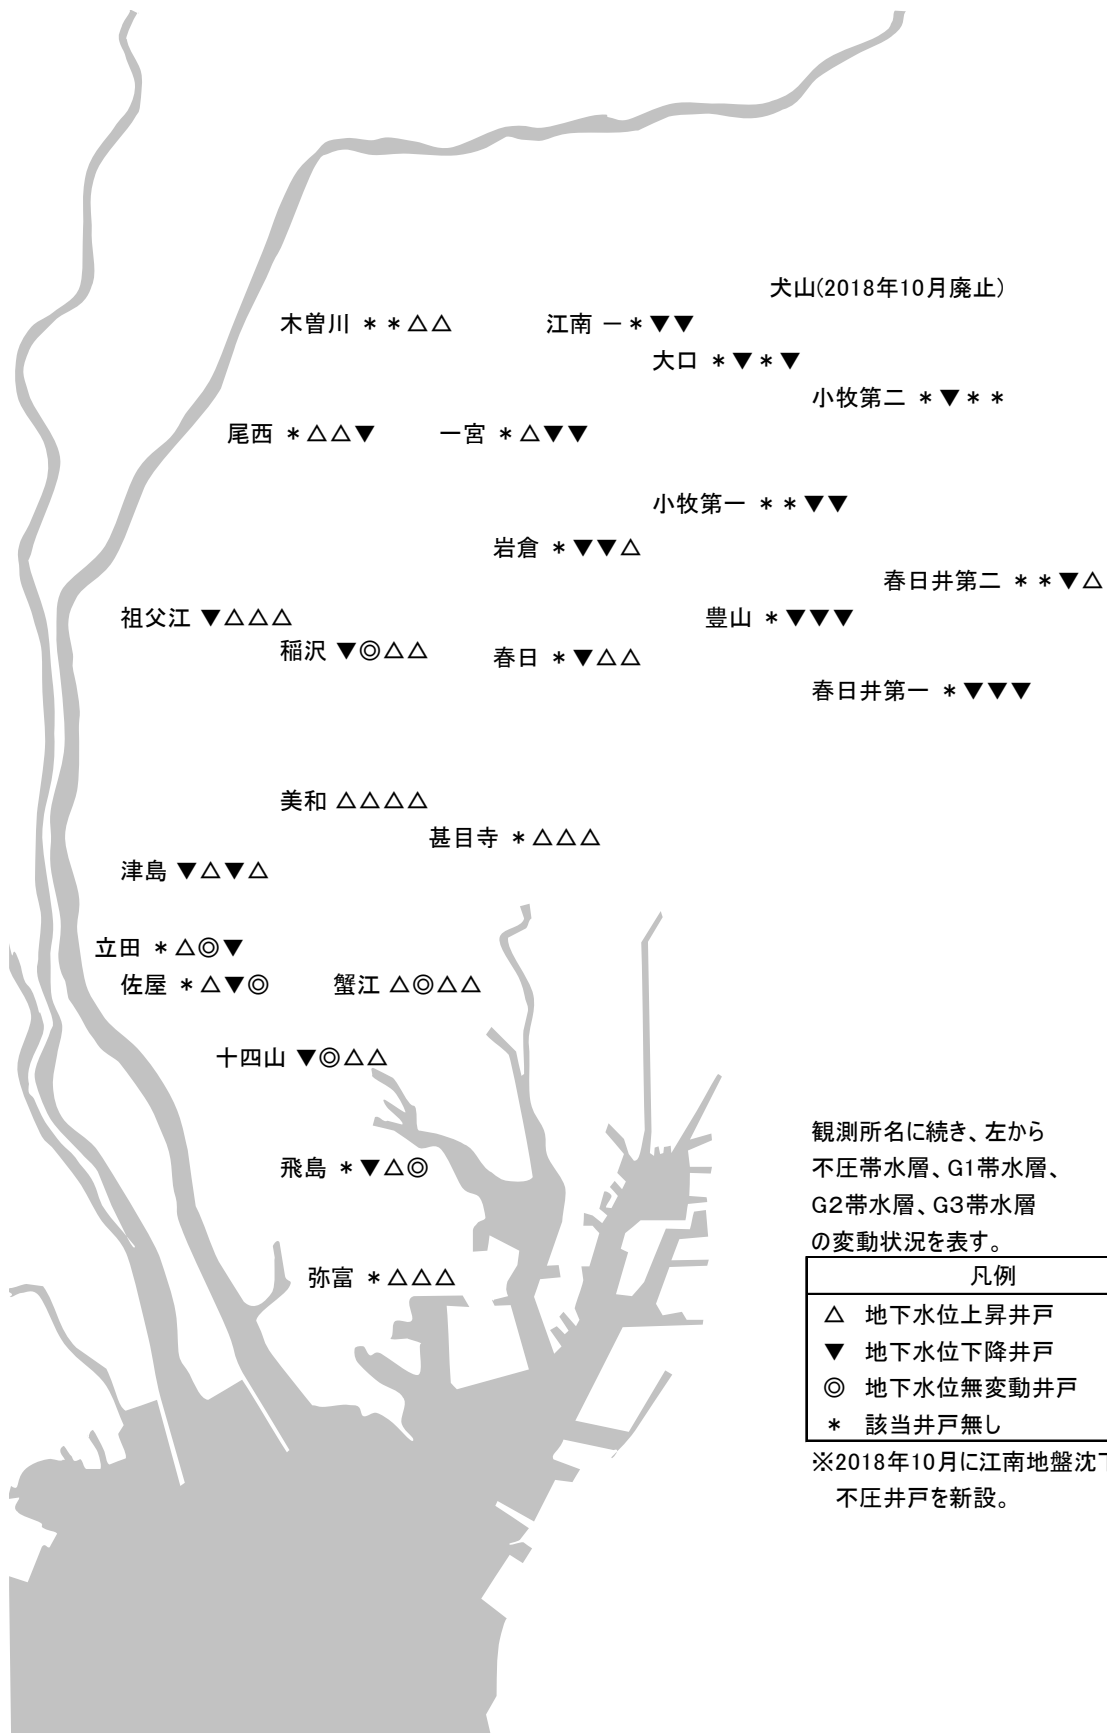 犬山(2018年10月廃止)
木曽川 ＊＊△△
江南 －＊▼▼
大口 ＊▼＊▼
小牧第二 ＊▼＊＊
尾西 ＊△△▼
一宮 ＊△▼▼
小牧第一 ＊＊▼▼
岩倉 ＊▼▼△
春日井第二 ＊＊▼△
祖父江 ▼△△△
豊山 ＊▼▼▼
稲沢 ▼◎△△
春日 ＊▼△△
春日井第一 ＊▼▼▼
美和 △△△△
甚目寺 ＊△△△
津島 ▼△▼△
立田 ＊△◎▼
佐屋 ＊△▼◎
蟹江 △◎△△
十四山 ▼◎△△
飛島 ＊▼△◎
弥富 ＊△△△
観測所名に続き、左から
不圧帯水層、G1帯水層、
G2帯水層、G3帯水層
の変動状況を表す。
凡例
△ 地下水位上昇井戸
▼ 地下水位下降井戸
◎ 地下水位無変動井戸
＊ 該当井戸無し
※2018年10月に江南地盤沈下
不圧井戸を新設。